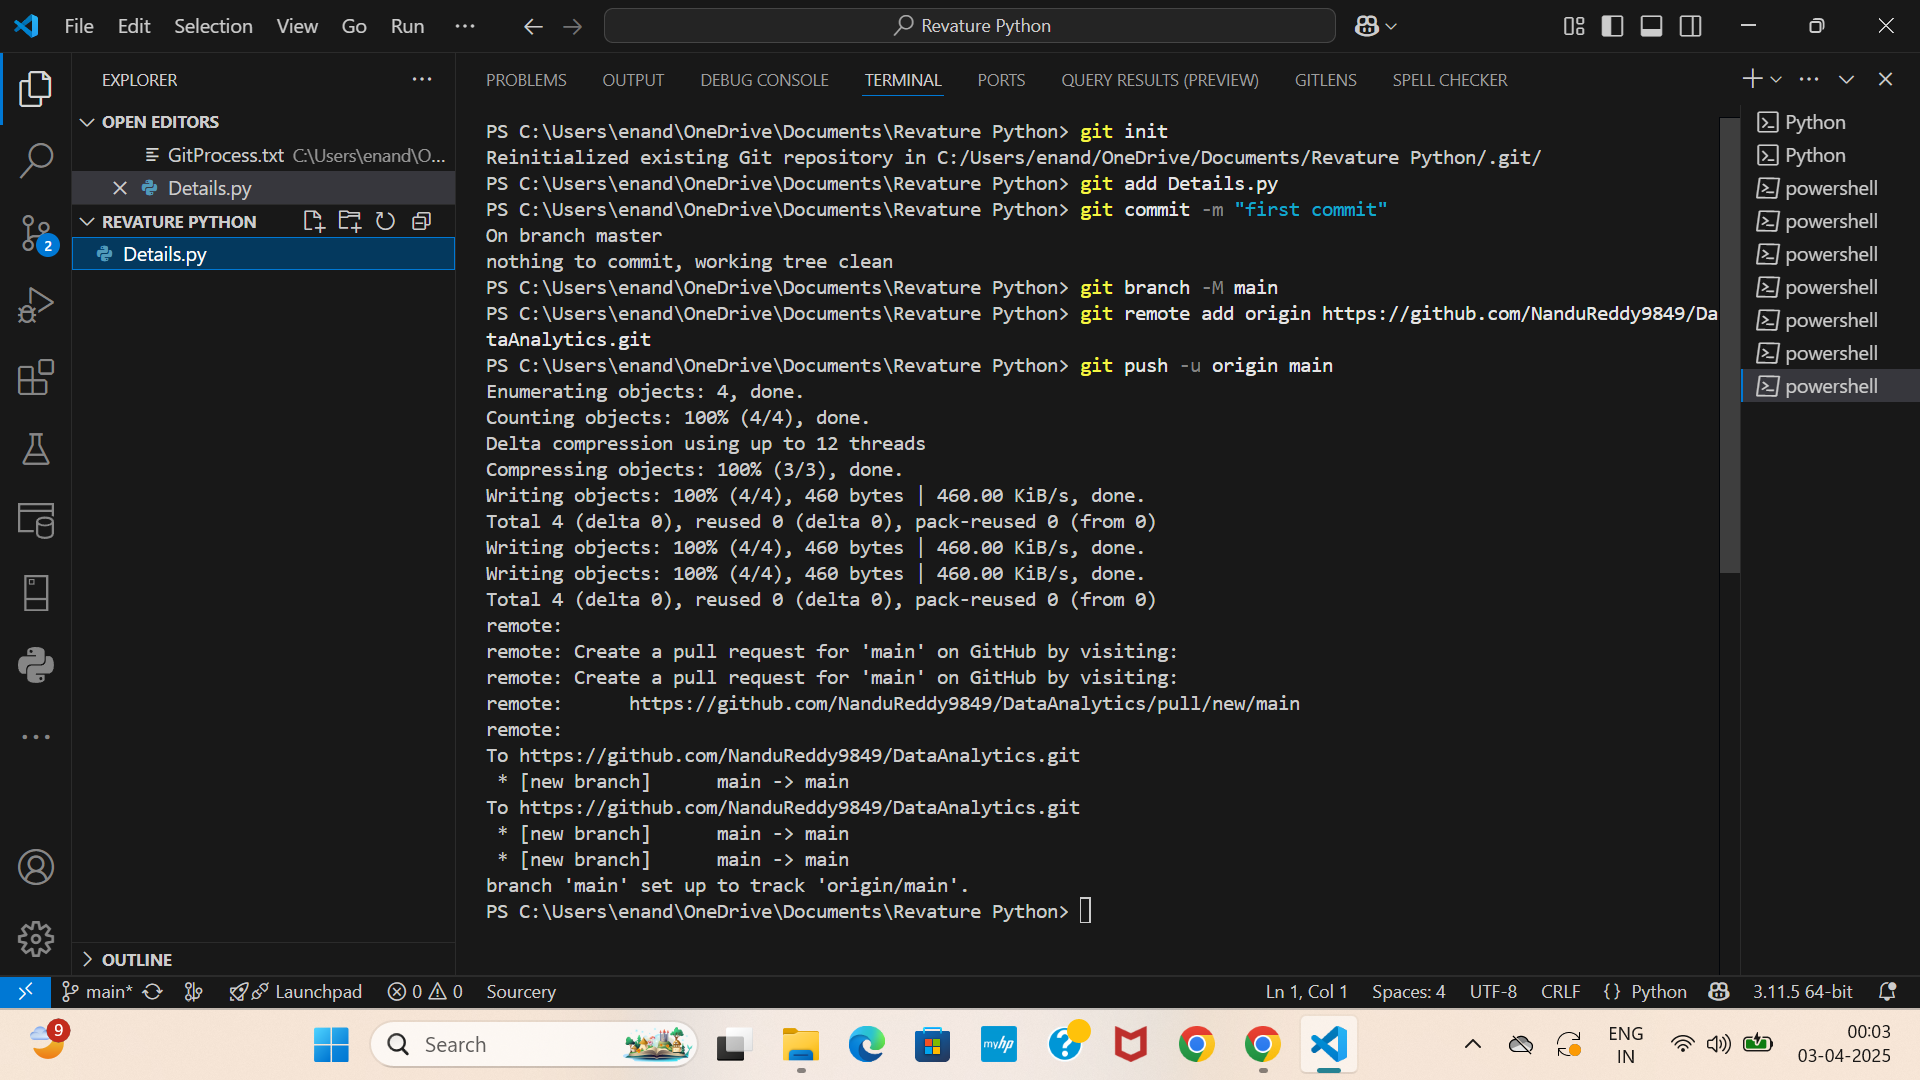 File Edit Selection View Go Run ... Revature Python
EXPLORER ...
OPEN EDITORS
GitProcess.txt C:\Users\enand\O...
Details.py
REVATURE PYTHON
Details.py
OUTLINE
2
PROBLEMS OUTPUT DEBUG CONSOLE TERMINAL PORTS QUERY RESULTS (PREVIEW) GITLENS SPELL CHECKER
PS C:\Users\enand\OneDrive\Documents\Revature Python> git init
Reinitialized existing Git repository in C:/Users/enand/OneDrive/Documents/Revature Python/.git/
PS C:\Users\enand\OneDrive\Documents\Revature Python> git add Details.py
PS C:\Users\enand\OneDrive\Documents\Revature Python> git commit -m "first commit"
On branch master
nothing to commit, working tree clean
PS C:\Users\enand\OneDrive\Documents\Revature Python> git branch -M main
PS C:\Users\enand\OneDrive\Documents\Revature Python> git remote add origin https://github.com/NanduReddy9849/Da
taAnalytics.git
PS C:\Users\enand\OneDrive\Documents\Revature Python> git push -u origin main
Enumerating objects: 4, done.
Counting objects: 100% (4/4), done.
Delta compression using up to 12 threads
Compressing objects: 100% (3/3), done.
Writing objects: 100% (4/4), 460 bytes | 460.00 KiB/s, done.
Total 4 (delta 0), reused 0 (delta 0), pack-reused 0 (from 0)
Writing objects: 100% (4/4), 460 bytes | 460.00 KiB/s, done.
Writing objects: 100% (4/4), 460 bytes | 460.00 KiB/s, done.
Total 4 (delta 0), reused 0 (delta 0), pack-reused 0 (from 0)
remote:
remote: Create a pull request for 'main' on GitHub by visiting:
remote: Create a pull request for 'main' on GitHub by visiting:
remote:      https://github.com/NanduReddy9849/DataAnalytics/pull/new/main
remote:
To https://github.com/NanduReddy9849/DataAnalytics.git
 * [new branch]      main -> main
To https://github.com/NanduReddy9849/DataAnalytics.git
 * [new branch]      main -> main
 * [new branch]      main -> main
branch 'main' set up to track 'origin/main'.
PS C:\Users\enand\OneDrive\Documents\Revature Python>
Python
Python
powershell
powershell
powershell
powershell
powershell
powershell
powershell
main* Launchpad 0 0 Sourcery Ln 1, Col 1 Spaces: 4 UTF-8 CRLF {} Python 3.11.5 64-bit
9 Search myhp ENG
IN
00:03
03-04-2025